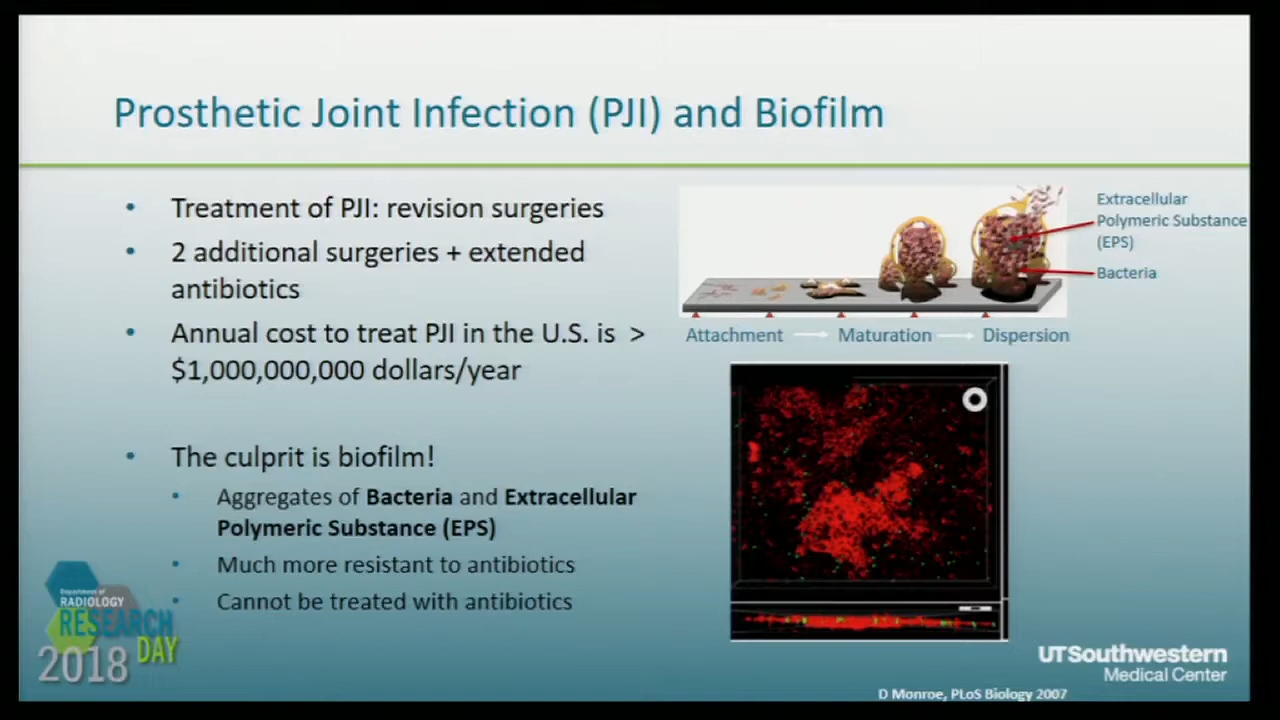 Prosthetic Joint Infection (PJI) and Biofilm
• Treatment of PJI: revision surgeries
• 2 additional surgeries + extended
antibiotics
• Annual cost to treat PJI in the U.S. is >
$1,000,000,000 dollars/year
• The culprit is biofilm!
• Aggregates of Bacteria and Extracellular
Polymeric Substance (EPS)
• Much more resistant to antibiotics
• Cannot be treated with antibiotics
Extracellular
Polymeric Substance
(EPS)
Bacteria
Attachment Maturation Dispersion
Department of
RADIOLOGY
RESEARCH
DAY
2018
UTSouthwestern
Medical Center
D Monroe, PLoS Biology 2007